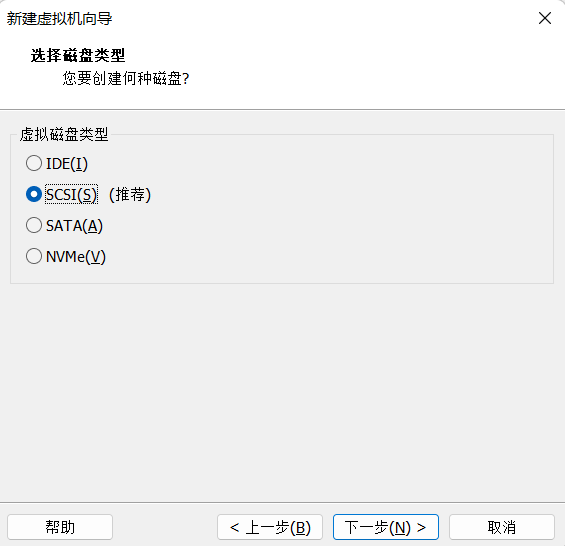 新建虚拟机向导
选择磁盘类型
您要创建何种磁盘?
虚拟磁盘类型
IDE(I)
SCSI(S) (推荐)
SATA(A)
NVMe(V)
帮助 < 上一步(B) 下一步(N) > 取消